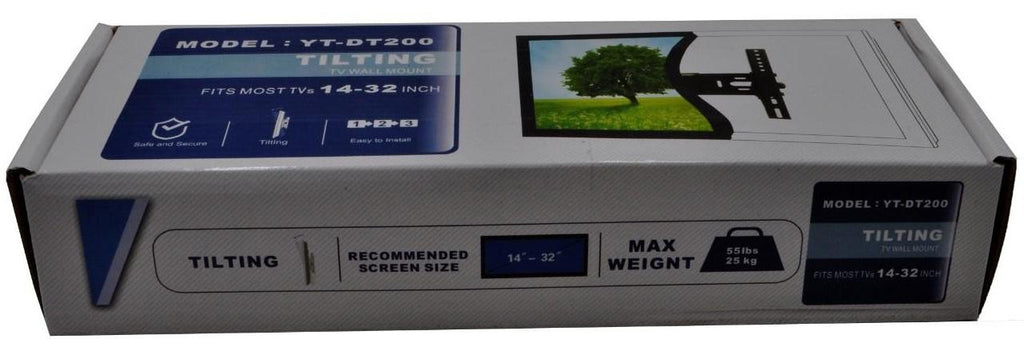 MODEL : YT-DT200
TILTING
TV WALL MOUNT
FITS MOST TVs 14-32 INCH
Safe and Secure
Tilting
1 2 3
Easy to Install
TILTING
RECOMMENDED
SCREEN SIZE
14″ - 32″
MAX
WEIGNT
55lbs
25 kg
MODEL : YT-DT200
TILTING
TV WALL MOUNT
FITS MOST TVs 14-32 INCH